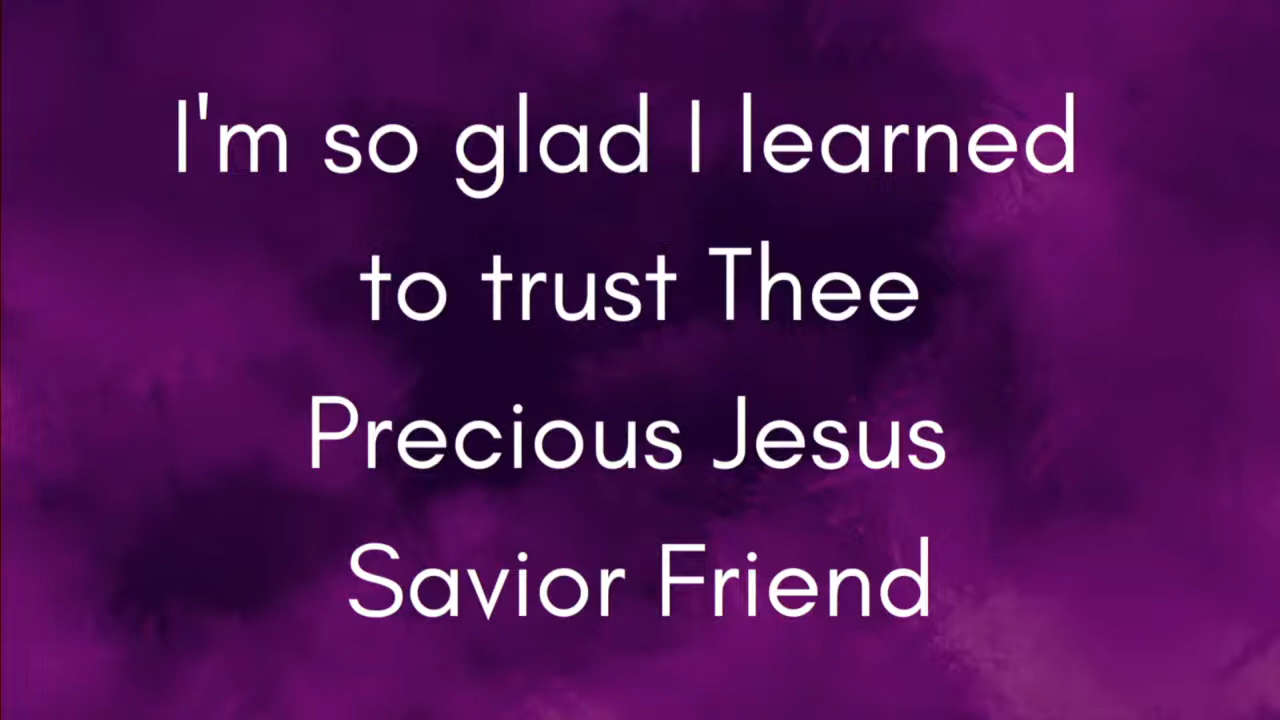 I'm so glad I learned
to trust Thee
Precious Jesus
Savior Friend